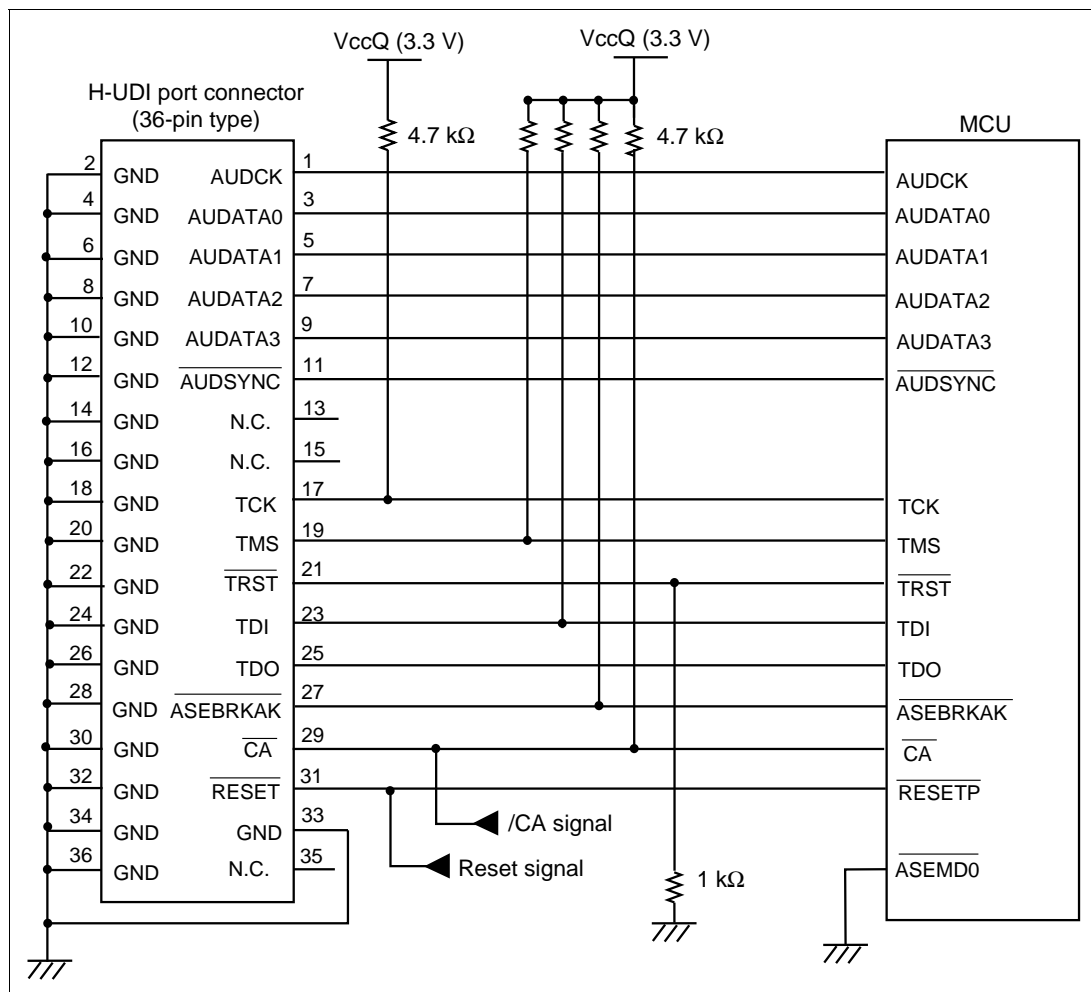 VccQ (3.3 V) VccQ (3.3 V)
H-UDI port connector
(36-pin type)
4.7 kΩ 4.7 kΩ
MCU
2 GND AUDCK 1 AUDCK
4 GND AUDATA0 3 AUDATA0
6 GND AUDATA1 5 AUDATA1
8 GND AUDATA2 7 AUDATA2
10 GND AUDATA3 9 AUDATA3
12 GND AUDSYNC 11 AUDSYNC
14 GND N.C. 13
16 GND N.C. 15
18 GND TCK 17 TCK
20 GND TMS 19 TMS
22 GND TRST 21 TRST
24 GND TDI 23 TDI
26 GND TDO 25 TDO
28 GND ASEBRKAK 27 ASEBRKAK
30 GND CA 29 CA
32 GND RESET 31 RESETP
34 GND GND 33
/CA signal
36 GND N.C. 35
Reset signal
1 kΩ
ASEMD0